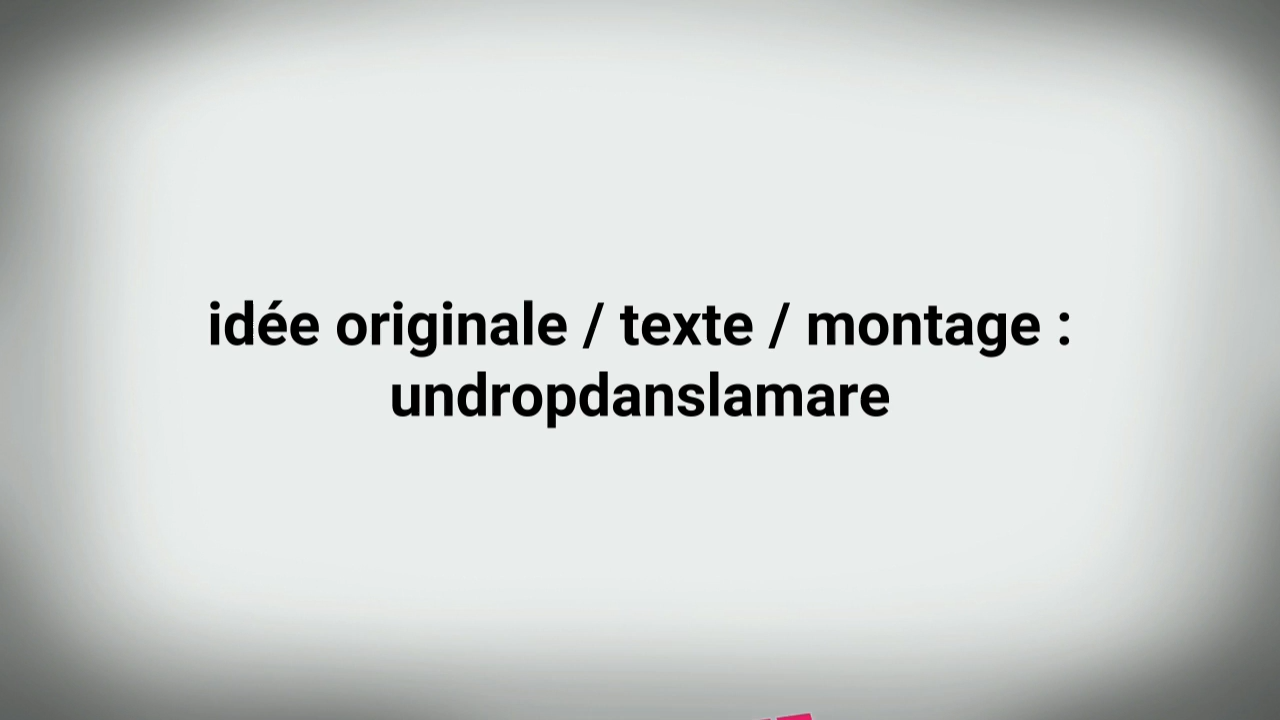 idée originale / texte / montage :
undropdanslamare